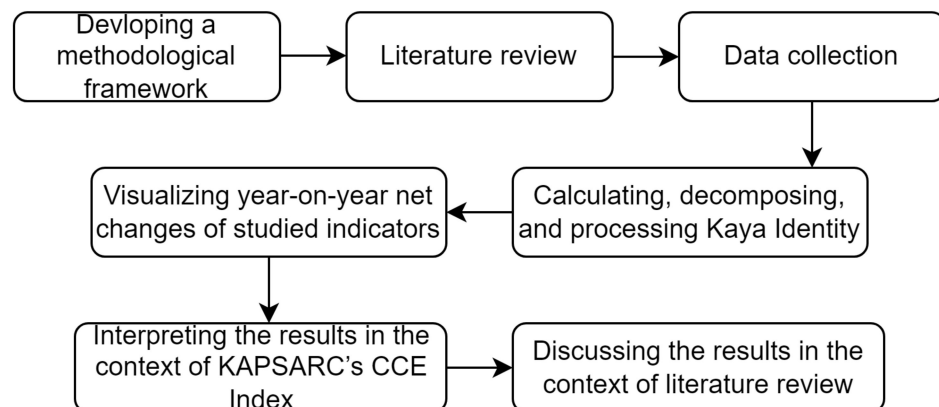 Devloping a
methodological
framework
Literature review
Data collection
Calculating, decomposing,
and processing Kaya Identity
Visualizing year-on-year net
changes of studied indicators
Interpreting the results in the
context of KAPSARC's CCE
Index
Discussing the results in the
context of literature review